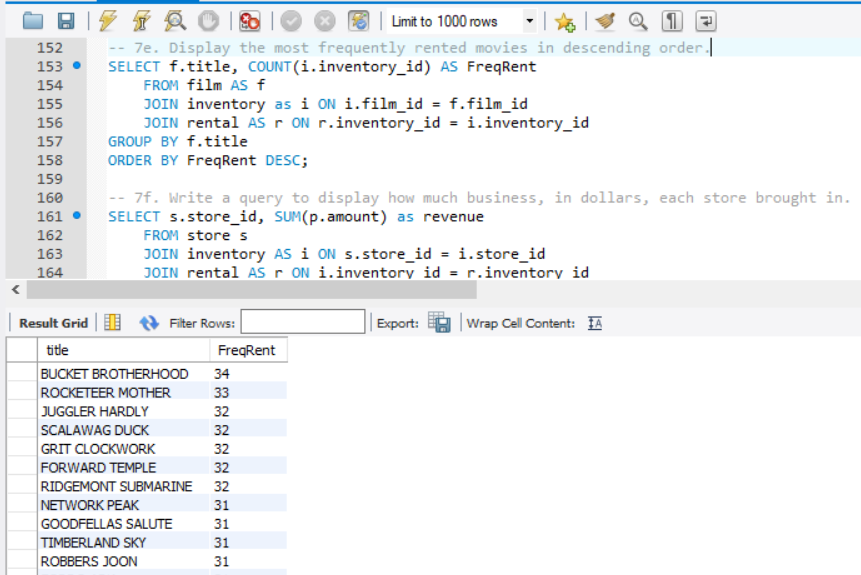 Limit to 1000 rows
152 -- 7e. Display the most frequently rented movies in descending order.
153 SELECT f.title, COUNT(i.inventory_id) AS FreqRent
154 FROM film AS f
155 JOIN inventory as i ON i.film_id = f.film_id
156 JOIN rental AS r ON r.inventory_id = i.inventory_id
157 GROUP BY f.title
158 ORDER BY FreqRent DESC;
159
160 -- 7f. Write a query to display how much business, in dollars, each store brought in.
161 SELECT s.store_id, SUM(p.amount) as revenue
162 FROM store s
163 JOIN inventory AS i ON s.store_id = i.store_id
164 JOIN rental AS r ON i.inventory_id = r.inventory_id
Result Grid Filter Rows: Export: Wrap Cell Content: IA
title FreqRent
BUCKET BROTHERHOOD 34
ROCKETEER MOTHER 33
JUGGLER HARDLY 32
SCALAWAG DUCK 32
GRIT CLOCKWORK 32
FORWARD TEMPLE 32
RIDGEMONT SUBMARINE 32
NETWORK PEAK 31
GOODFELLAS SALUTE 31
TIMBERLAND SKY 31
ROBBERS JOON 31